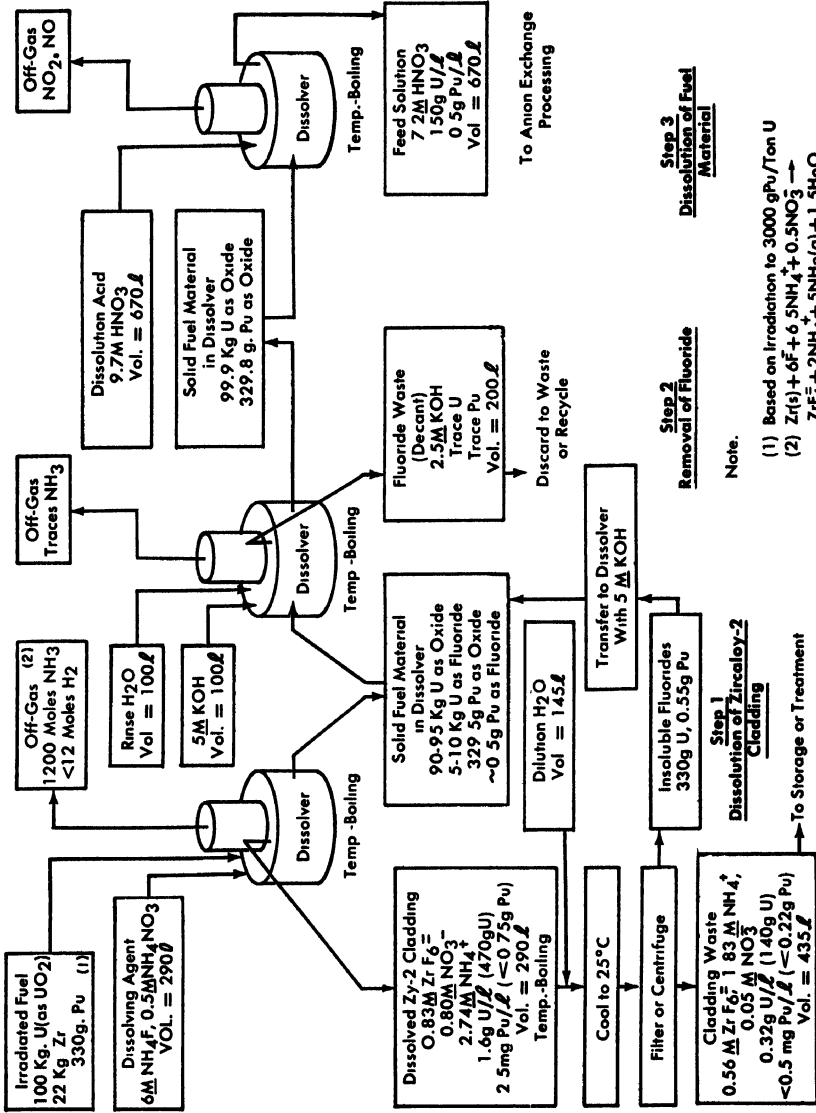 Irradiated Fuel
100 Kg. U(as UO2)
22 Kg Zr
330g. Pu (1)
Dissolving Agent
6M NH4F, 0.5MNH4NO3
VOL. = 290ℓ
Off-Gas (2)
1200 Moles NH3
<12 Moles H2
Dissolver
Temp -Boiling
Dissolved Zy-2 Cladding
0.83M Zr F6=
0.80M NO3-
2.74M NH4+
1.6g U/ℓ (470gU)
2 5mg Pu/ℓ (<0 75g Pu)
Vol. = 290ℓ
Temp.-Boiling
Dilution H2O
Vol = 145ℓ
Cool to 25°C
Filter or Centrifuge
Insoluble Fluorides
330g U, 0.55g Pu
Transfer to Dissolver
With 5 M KOH
Cladding Waste
0.56 M Zr F6=, 1 83 M NH4+,
0.05 M NO3-
0.32g U/ℓ (140g U)
<0.5 mg Pu/ℓ (<0.22g Pu)
Vol. = 435ℓ
To Storage or Treatment
Step 1
Dissolution of Zircaloy-2
Cladding
Solid Fuel Material
in Dissolver
90-95 Kg U as Oxide
5-10 Kg U as Fluoride
329 5g Pu as Oxide
~0 5g Pu as Fluoride
Rinse H2O
Vol = 100ℓ
5M KOH
Vol. = 100ℓ
Off-Gas
Traces NH3
Dissolver
Temp -Boiling
Fluoride Waste
(Decant)
2.5M KOH
Trace U
Trace Pu
Vol. = 200ℓ
Discard to Waste
or Recycle
Step 2
Removal of Fluoride
Dissolution Acid
9.7M HNO3
Vol. = 670ℓ
Solid Fuel Material
in Dissolver
99.9 Kg U as Oxide
329.8 g. Pu as Oxide
Off-Gas
NO2, NO
Dissolver
Temp.-Boiling
Feed Solution
7 2M HNO3
150g U/ℓ
0 5g Pu/ℓ
Vol = 670ℓ
To Anion Exchange
Processing
Step 3
Dissolution of Fuel
Material
Note.
(1) Based on Irradiation to 3000 gPu/Ton U
(2) Zr(s) + 6F- + 6 5NH4+ + 0.5NO3- →